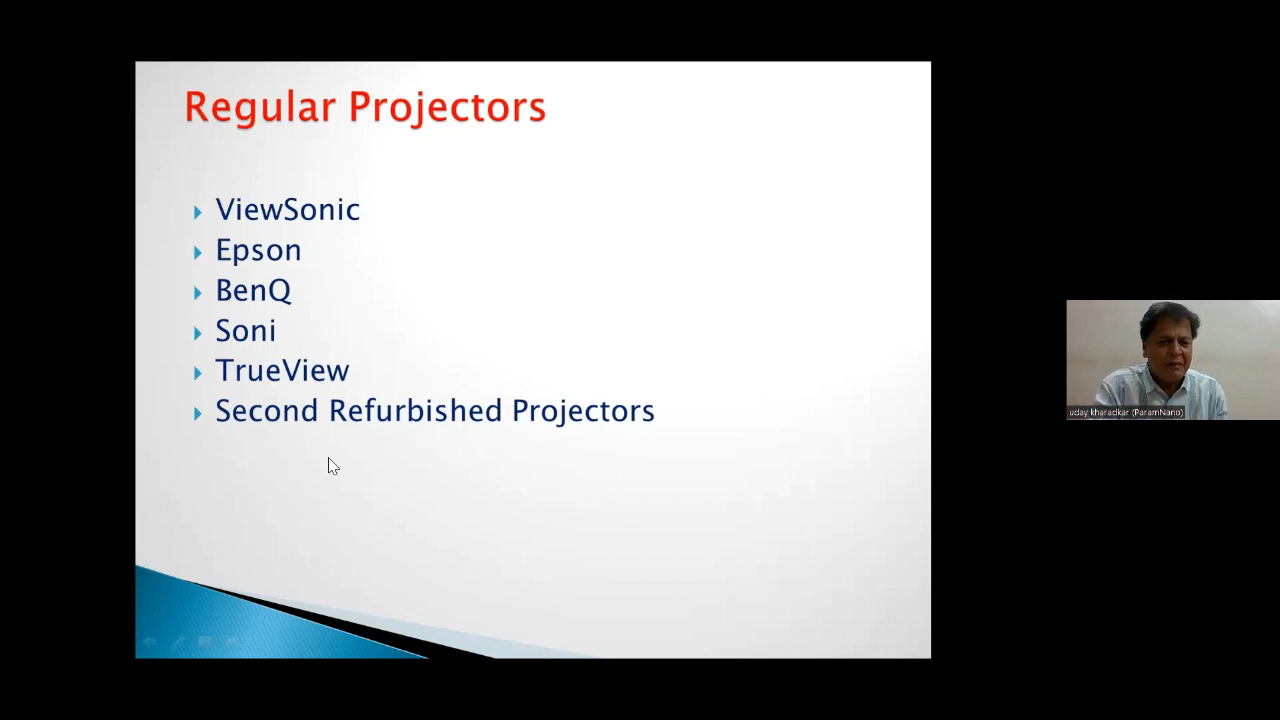 Regular Projectors
ViewSonic
Epson
BenQ
Soni
TrueView
Second Refurbished Projectors
uday kharadkar (ParamNano)